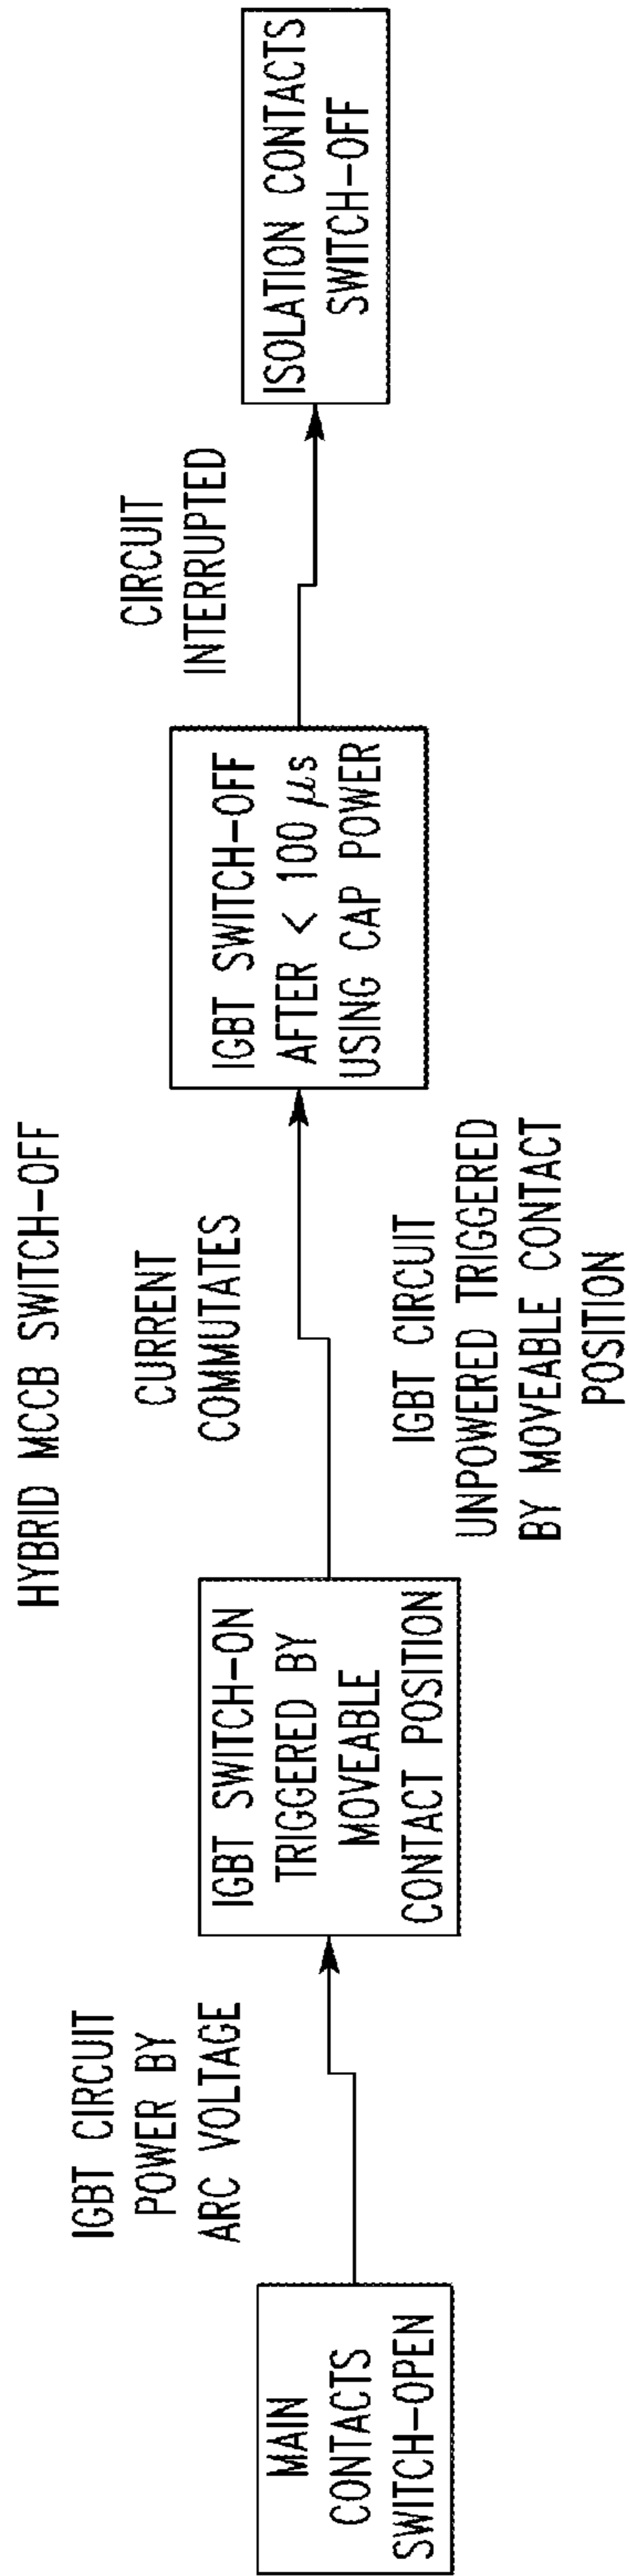 HYBRID MCCB SWITCH-OFF
MAIN
CONTACTS
SWITCH-OPEN
IGBT CIRCUIT
POWER BY
ARC VOLTAGE
IGBT SWITCH-ON
TRIGGERED BY
MOVEABLE
CONTACT POSITION
CURRENT
COMMUTATES
IGBT CIRCUIT
UNPOWERED TRIGGERED
BY MOVEABLE CONTACT
POSITION
IGBT SWITCH-OFF
AFTER < 100 μs
USING CAP POWER
CIRCUIT
INTERRUPTED
ISOLATION CONTACTS
SWITCH-OFF